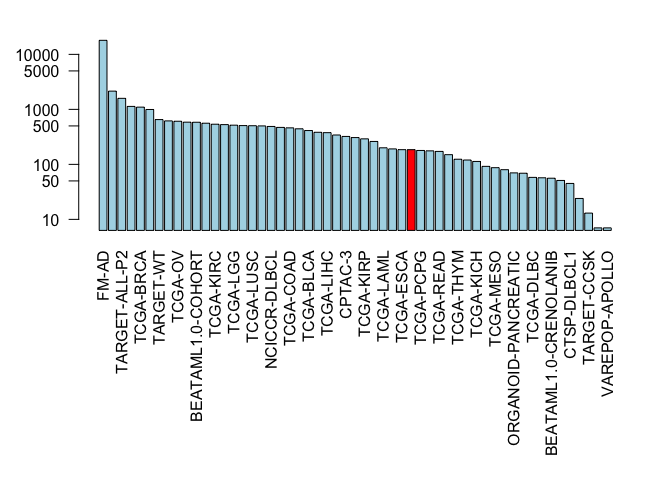 10000
5000
1000
500
100
50
10
FM-AD
TARGET-ALL-P2
TCGA-BRCA
TARGET-WT
TCGA-OV
BEATAML1.0-COHORT
TCGA-KIRC
TCGA-LGG
TCGA-LUSC
NCICCR-DLBCL
TCGA-COAD
TCGA-BLCA
TCGA-LIHC
CPTAC-3
TCGA-KIRP
TCGA-LAML
TCGA-ESCA
TCGA-PCPG
TCGA-READ
TCGA-THYM
TCGA-KICH
TCGA-MESO
ORGANOID-PANCREATIC
TCGA-DLBC
BEATAML1.0-CRENOLANIB
CTSP-DLBCL1
TARGET-CCSK
VAREPOP-APOLLO